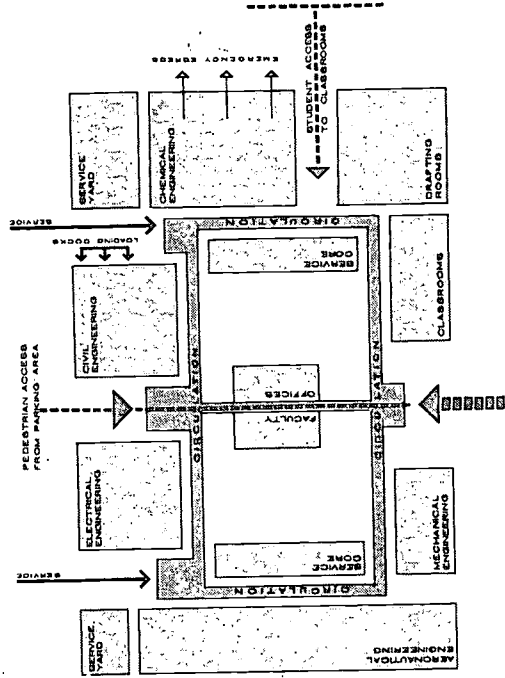 EMERGENCY EGRESS
STUDENT ACCESS
TO CLASSROOMS
SERVICE
YARD
CHEMICAL
ENGINEERING
DRAFTING
ROOMS
SERVICE
LOADING DOCKS
CIRCULATION
SERVICE
CORE
CIVIL
ENGINEERING
CLASSROOMS
PEDESTRIAN ACCESS
FROM PARKING AREA
CIRCULATION
FACULTY
OFFICES
CIRCULATION
ELECTRICAL
ENGINEERING
MECHANICAL
ENGINEERING
SERVICE
SERVICE
CORE
CIRCULATION
SERVICE
YARD
AERONAUTICAL
ENGINEERING